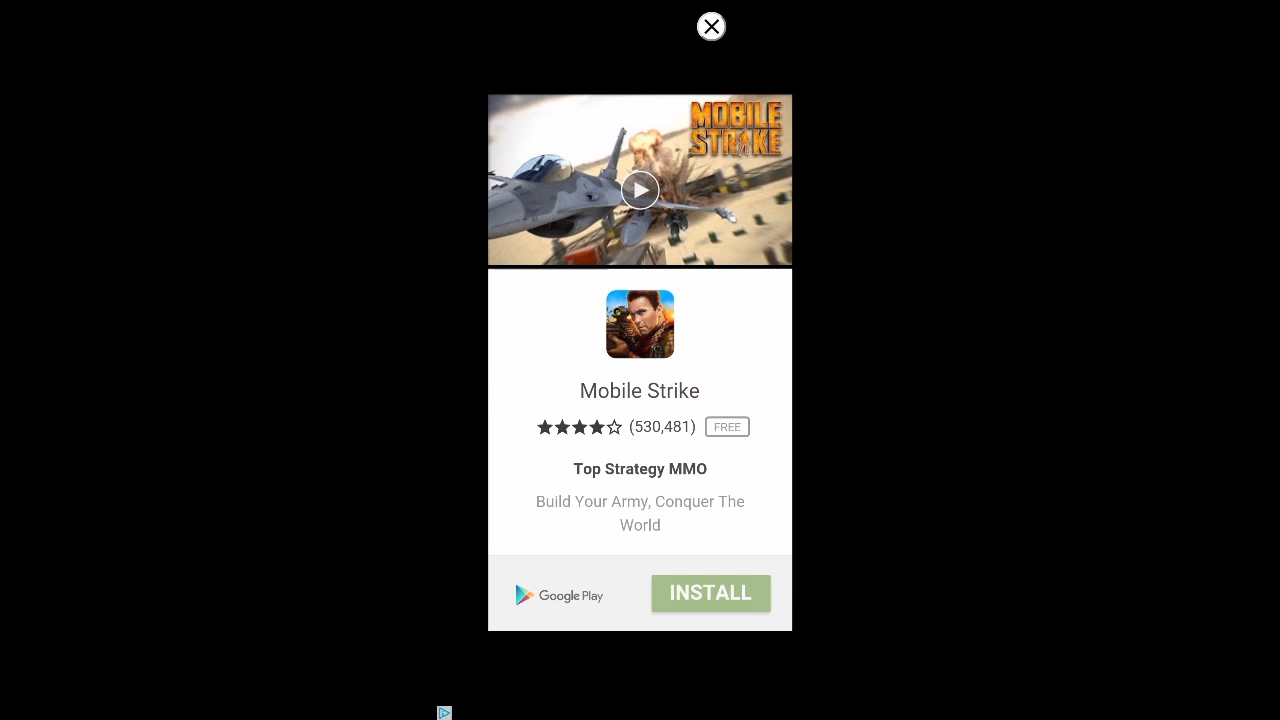 MOBILE
STRIKE
Mobile Strike
(530,481) FREE
Top Strategy MMO
Build Your Army, Conquer The
World
Google Play INSTALL